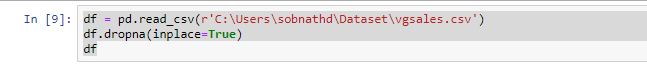 In [9]: df = pd.read_csv(r'C:\Users\sobnathd\Dataset\vgsales.csv')
df.dropna(inplace=True)
df